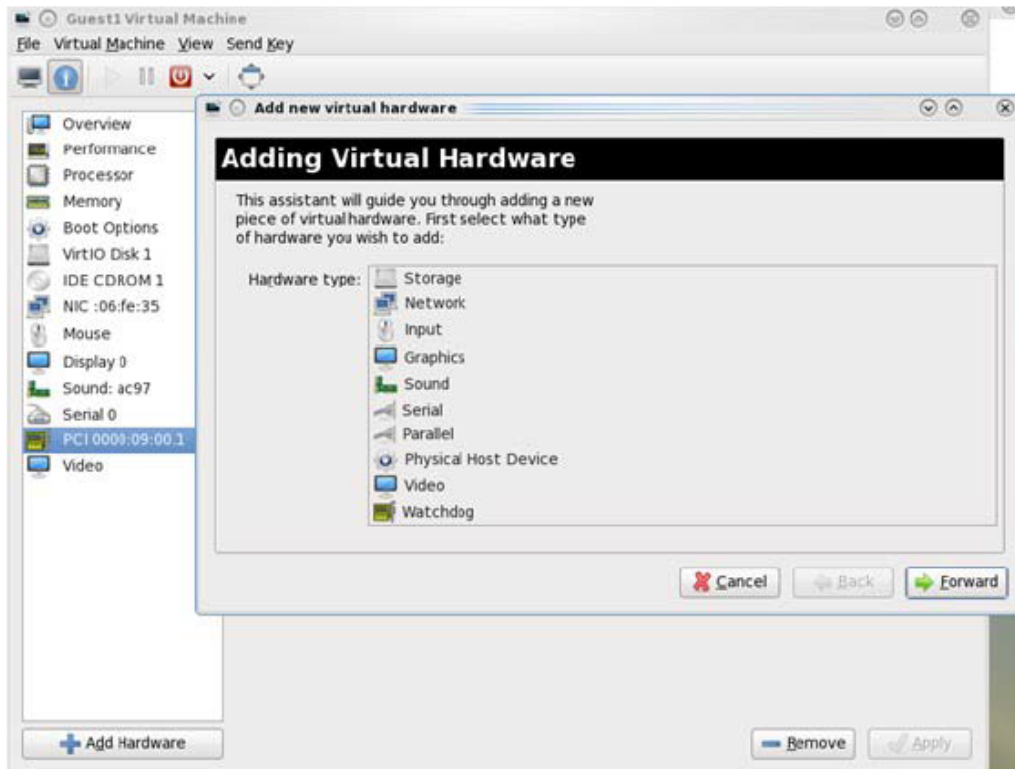 Guest1 Virtual Machine
File Virtual Machine View Send Key
Overview
Performance
Processor
Memory
Boot Options
VirtIO Disk 1
IDE CDROM 1
NIC :06:fe:35
Mouse
Display 0
Sound: ac97
Serial 0
PCI 0000:09:00.1
Video
Add Hardware
Add new virtual hardware
Adding Virtual Hardware
This assistant will guide you through adding a new
piece of virtual hardware. First select what type
of hardware you wish to add:
Hardware type:
Storage
Network
Input
Graphics
Sound
Serial
Parallel
Physical Host Device
Video
Watchdog
Cancel Back Forward
Remove Apply